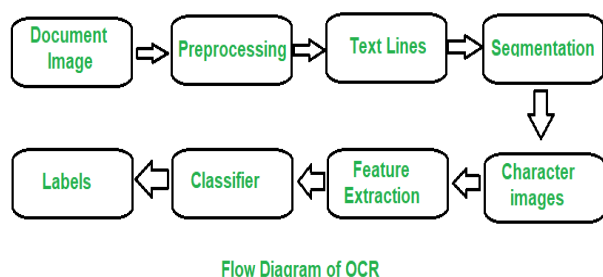 Document
Image
Preprocessing
Text Lines
Segmentation
Labels
Classifier
Feature
Extraction
Character
images
Flow Diagram of OCR